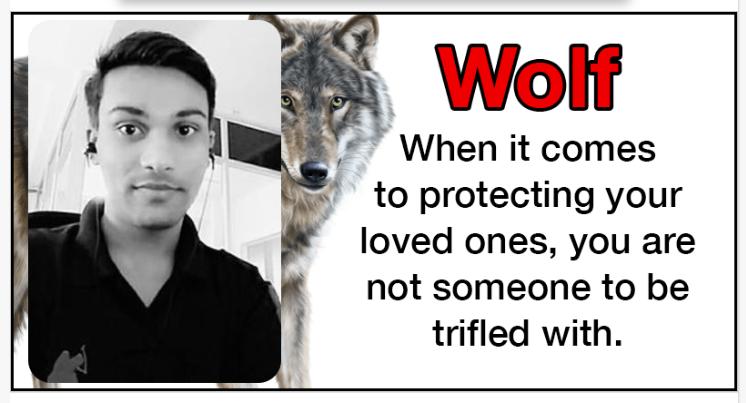 Wolf
When it comes
to protecting your
loved ones, you are
not someone to be
trifled with.